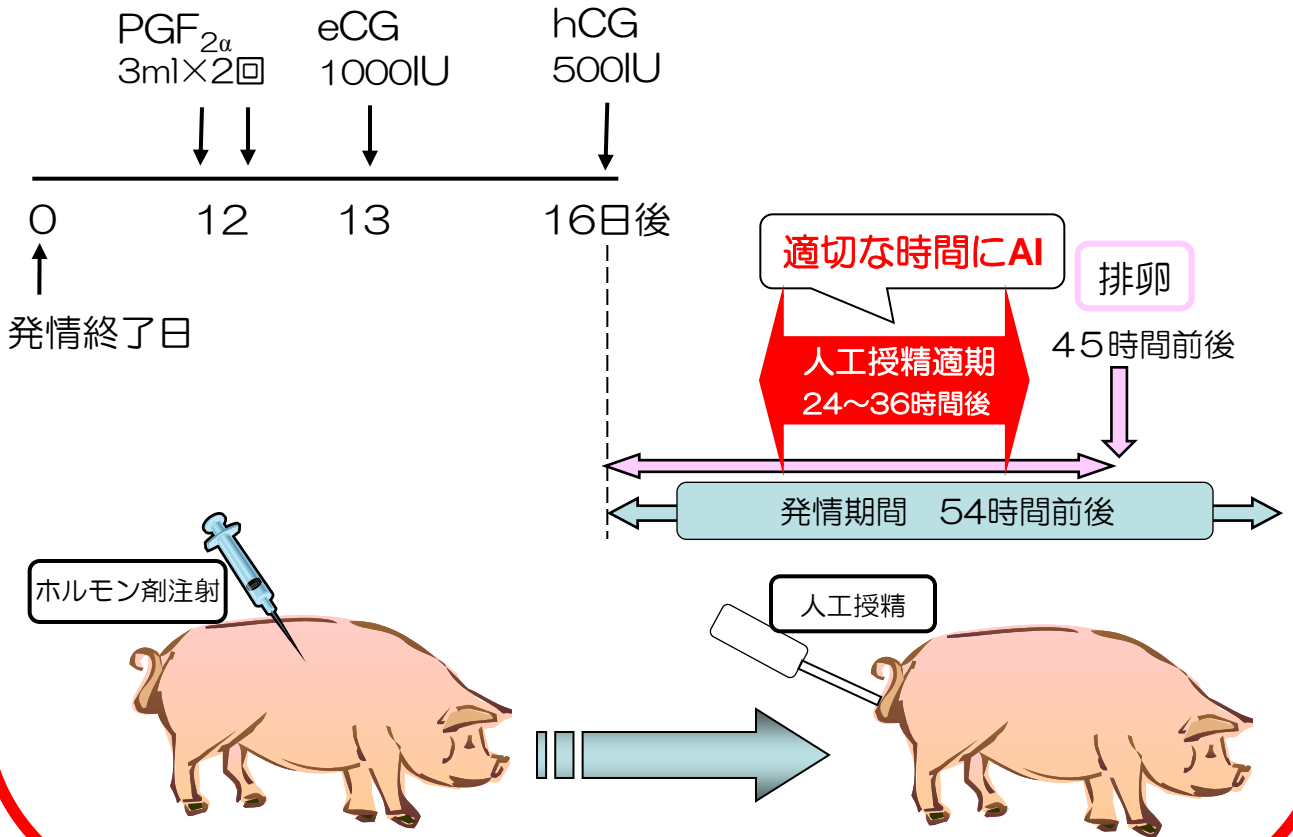 PGF2α
3ml×2回
eCG
1000IU
hCG
500IU
0
12
13
16日後
発情終了日
適切な時間にAI
排卵
45時間前後
人工授精適期
24～36時間後
発情期間　54時間前後
ホルモン剤注射
人工授精